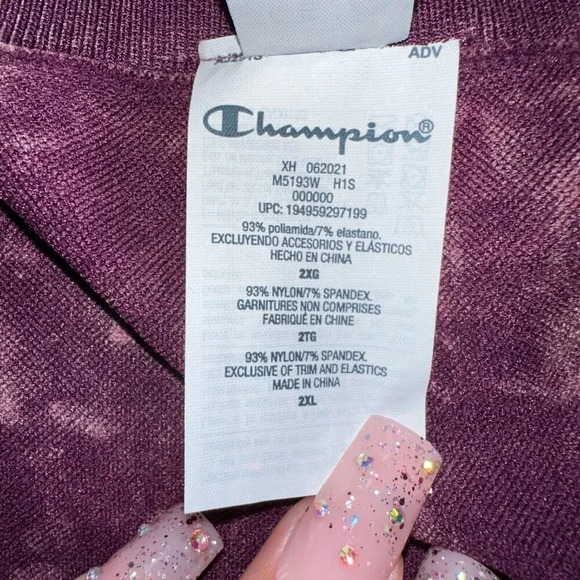 ADV
Champion®
XH 062021
M5193W H1S
000000
UPC: 194959297199
93% poliamida/7% elastano.
EXCLUYENDO ACCESORIOS Y ELÁSTICOS
HECHO EN CHINA
2XG
93% NYLON/7% SPANDEX.
GARNITURES NON COMPRISES
FABRIQUÉ EN CHINE
2TG
93% NYLON/7% SPANDEX.
EXCLUSIVE OF TRIM AND ELASTICS
MADE IN CHINA
2XL